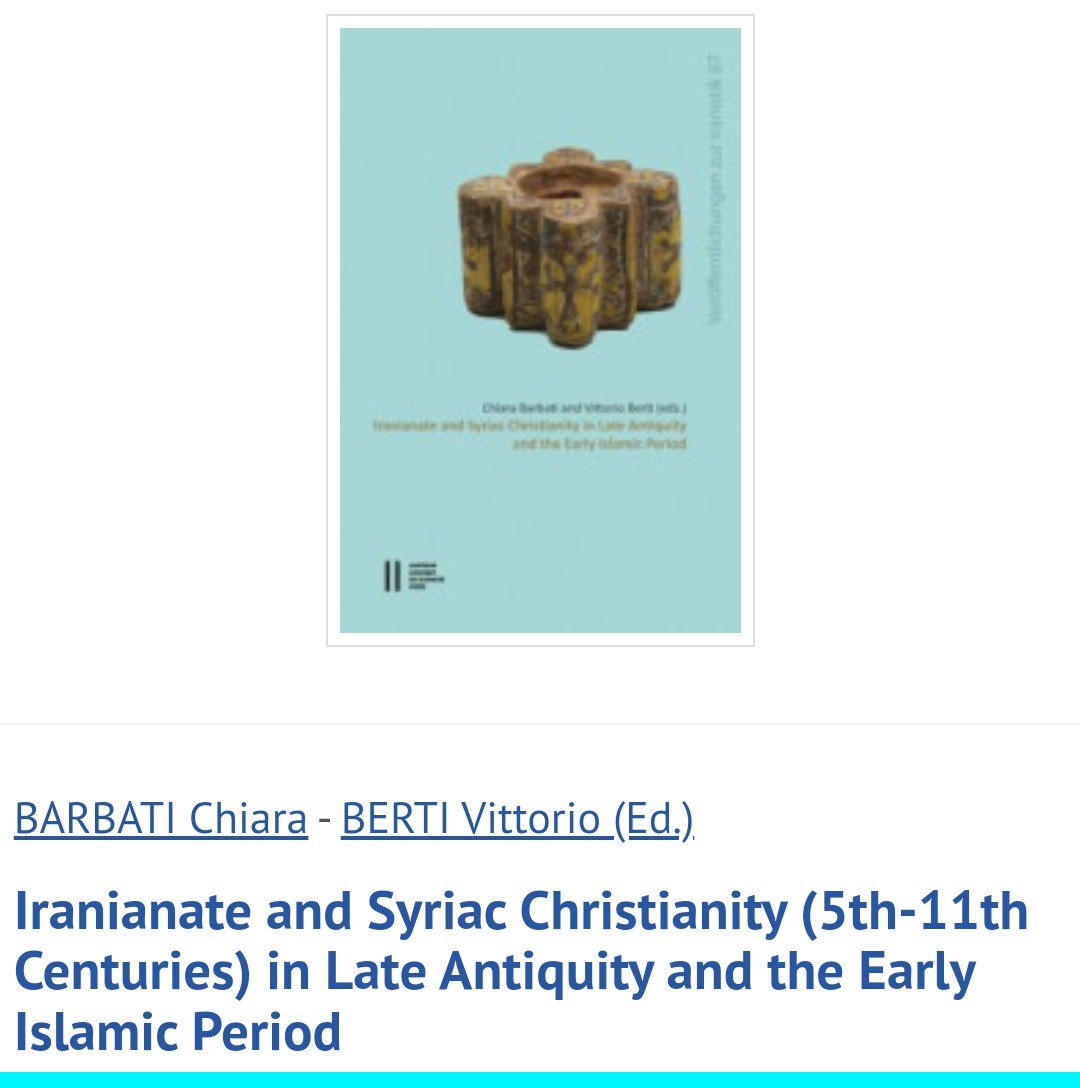 Veröffentlichungen zur Iranistik 87
Chiara Barbati and Vittorio Berti (eds.)
Iranianate and Syriac Christianity in Late Antiquity
and the Early Islamic Period
BARBATI Chiara - BERTI Vittorio (Ed.)
Iranianate and Syriac Christianity (5th-11th
Centuries) in Late Antiquity and the Early
Islamic Period